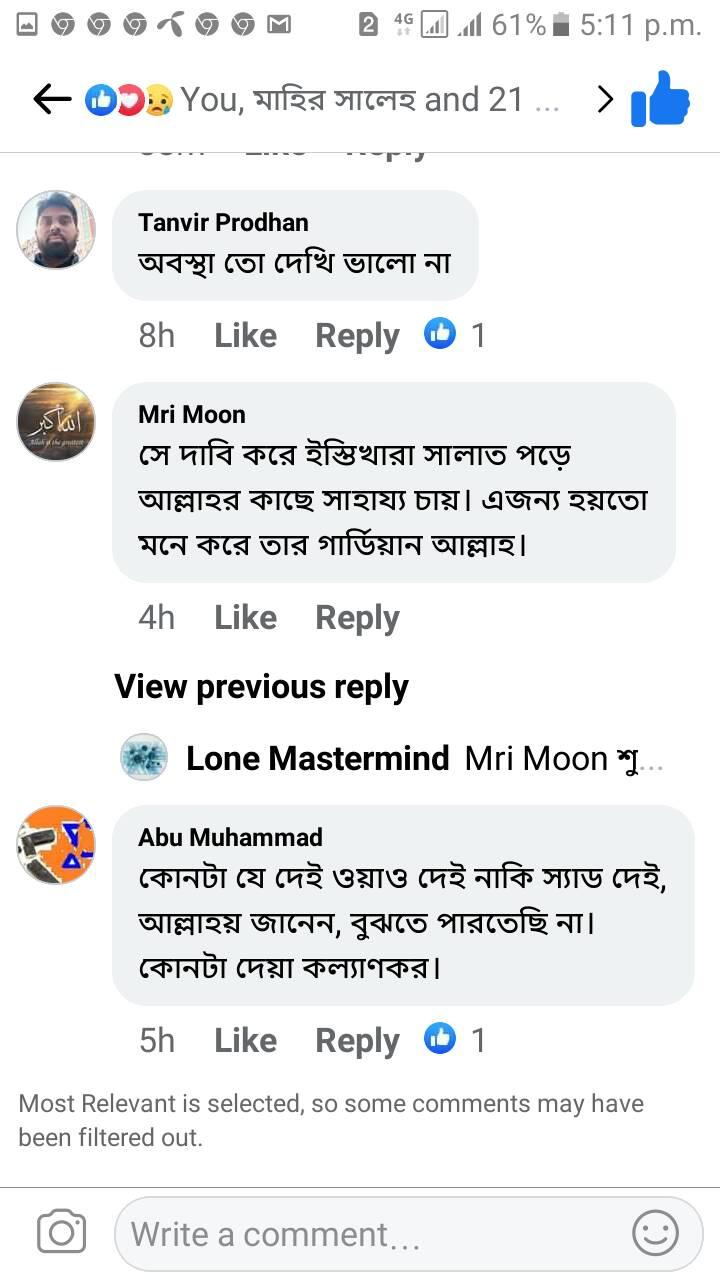 2 4G 61% 5:11 p.m.
You, মাহির সালেহ and 21 ...
Like Reply
Tanvir Prodhan
অবস্থা তো দেখি ভালো না
8h Like Reply 1
Mri Moon
সে দাবি করে ইস্তিখারা সালাত পড়ে
আল্লাহর কাছে সাহায্য চায়। এজন্য হয়তো
মনে করে তার গার্ডিয়ান আল্লাহ।
4h Like Reply
View previous reply
Lone Mastermind Mri Moon শু...
Abu Muhammad
কোনটা যে দেই ওয়াও দেই নাকি স্যাড দেই,
আল্লাহয় জানেন, বুঝতে পারতেছি না।
কোনটা দেয়া কল্যাণকর।
5h Like Reply 1
Most Relevant is selected, so some comments may have
been filtered out.
Write a comment...